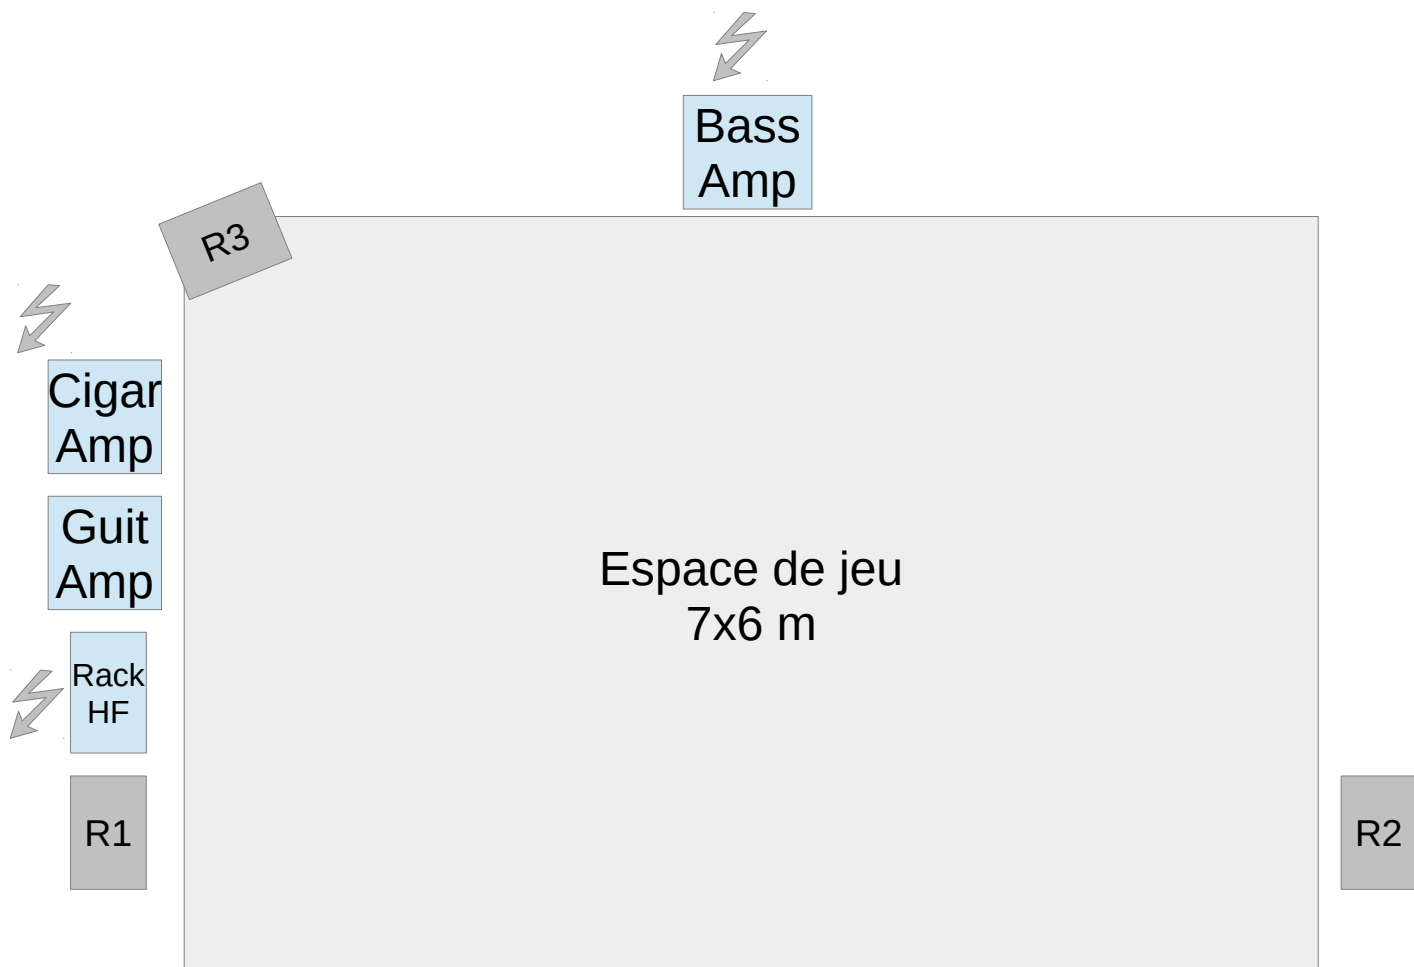 Bass
Amp
R3
Cigar
Amp
Guit
Amp
Espace de jeu
7x6 m
Rack
HF
R1
R2